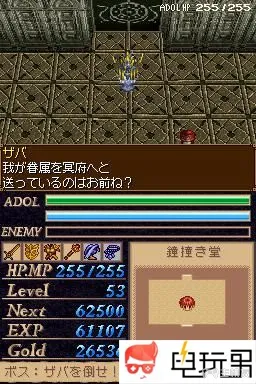 ADOL HP 255/255
ザバ
我が眷属を冥府へと
送っているのはお前ね?
ADOL
ENEMY
鐘撞き堂
HP.MP 255/255
Level 53
Next 62500
EXP 61107
Gold 26536
ボス:ザバを倒せ!
电玩男